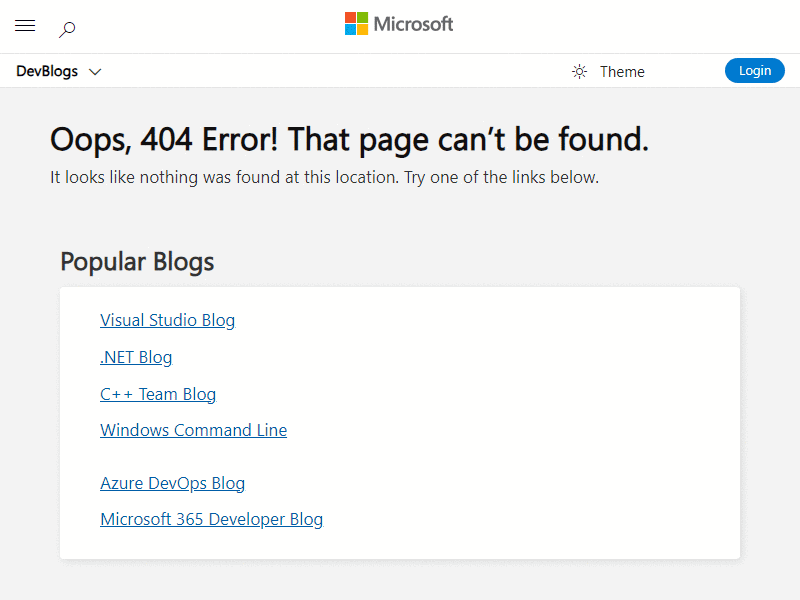 Microsoft
DevBlogs
Theme
Login
Oops, 404 Error! That page can’t be found.
It looks like nothing was found at this location. Try one of the links below.
Popular Blogs
Visual Studio Blog
.NET Blog
C++ Team Blog
Windows Command Line
Azure DevOps Blog
Microsoft 365 Developer Blog